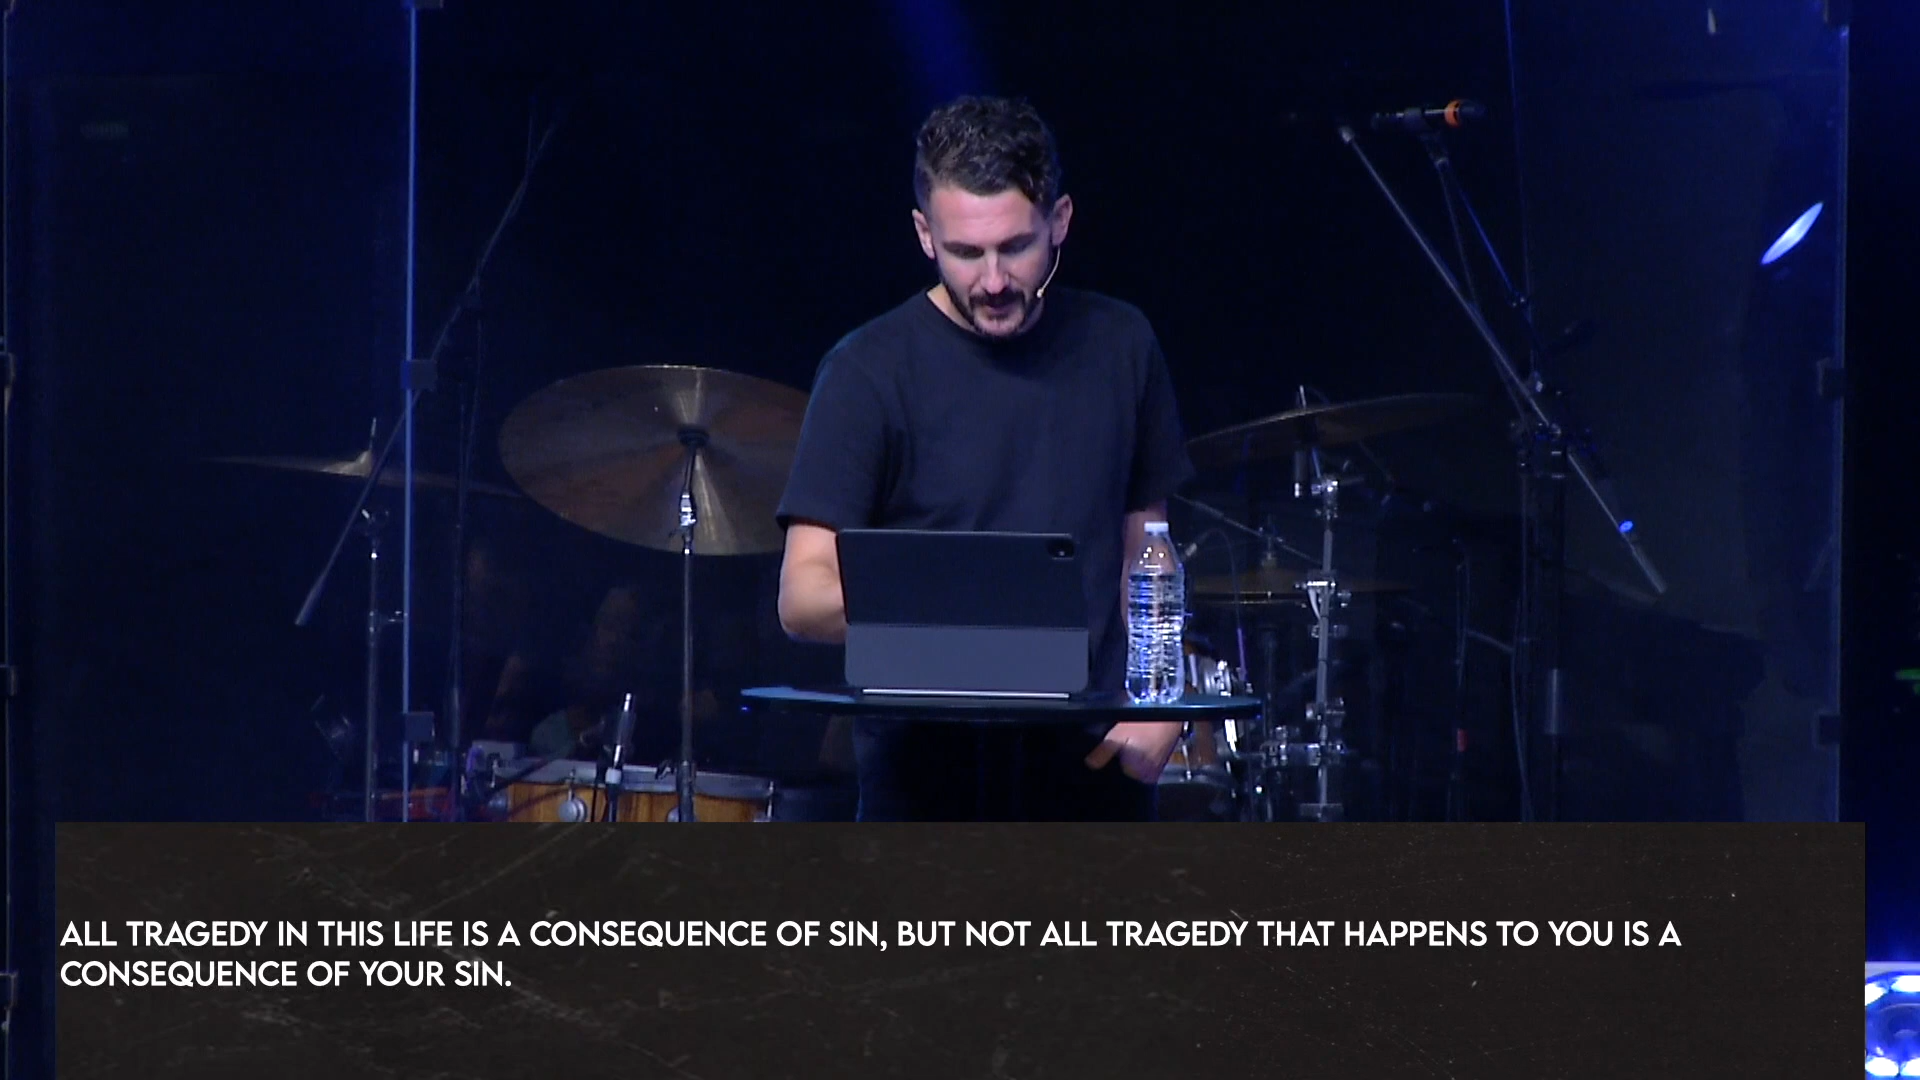 ALL TRAGEDY IN THIS LIFE IS A CONSEQUENCE OF SIN, BUT NOT ALL TRAGEDY THAT HAPPENS TO YOU IS A
CONSEQUENCE OF YOUR SIN.